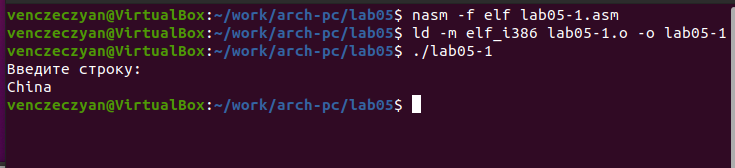 venczeczyan@VirtualBox:~/work/arch-pc/lab05$ nasm -f elf lab05-1.asm
venczeczyan@VirtualBox:~/work/arch-pc/lab05$ ld -m elf_i386 lab05-1.o -o lab05-1
venczeczyan@VirtualBox:~/work/arch-pc/lab05$ ./lab05-1
Введите строку:
China
venczeczyan@VirtualBox:~/work/arch-pc/lab05$